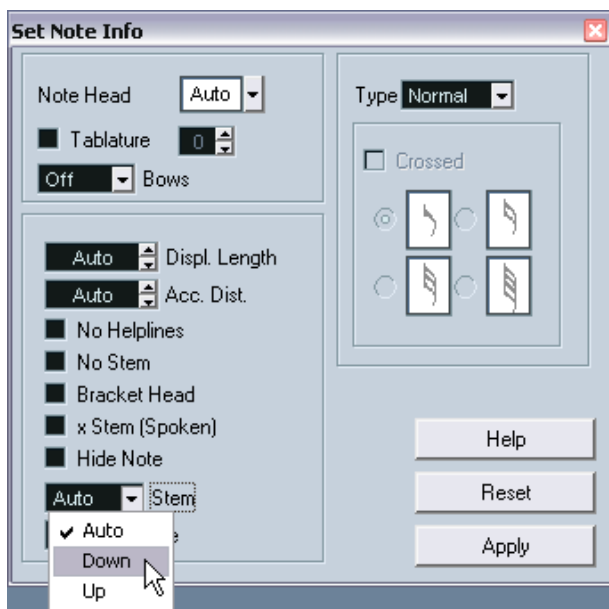 Set Note Info
Note Head Auto
Tablature 0
Off Bows
Auto Displ. Length
Auto Acc. Dist.
No Helplines
No Stem
Bracket Head
x Stem (Spoken)
Hide Note
Auto Stem
Auto
Down
Up
Type Normal
Crossed
Help
Reset
Apply